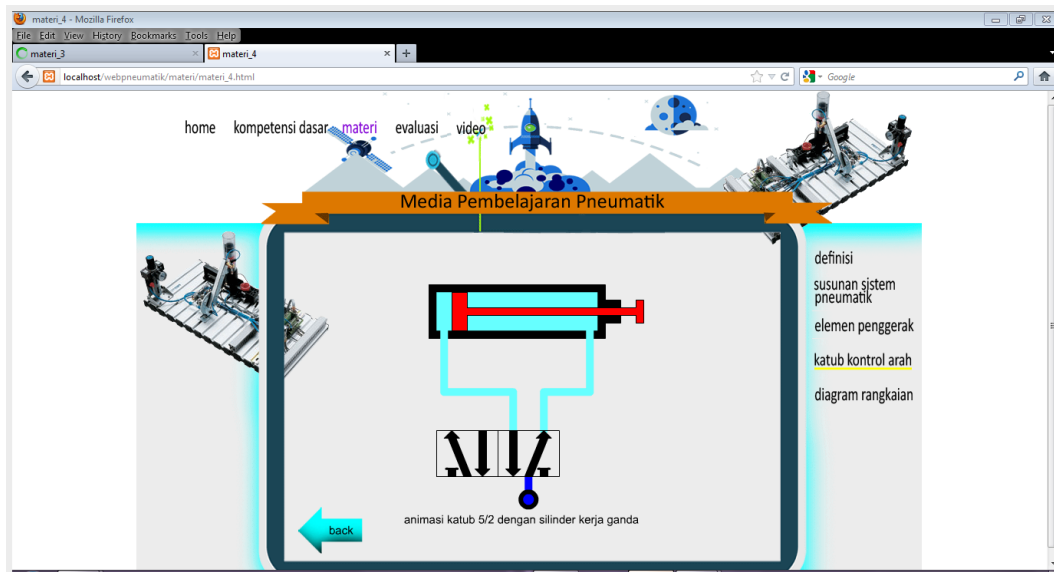 materi_4 - Mozilla Firefox
File Edit View History Bookmarks Tools Help
materi_3
materi_4
localhost/webpneumatik/materi/materi_4.html
Google
home kompetensi dasar materi evaluasi video
Media Pembelajaran Pneumatik
definisi
susunan sistem
pneumatik
elemen penggerak
katub kontrol arah
diagram rangkaian
animasi katub 5/2 dengan silinder kerja ganda
back